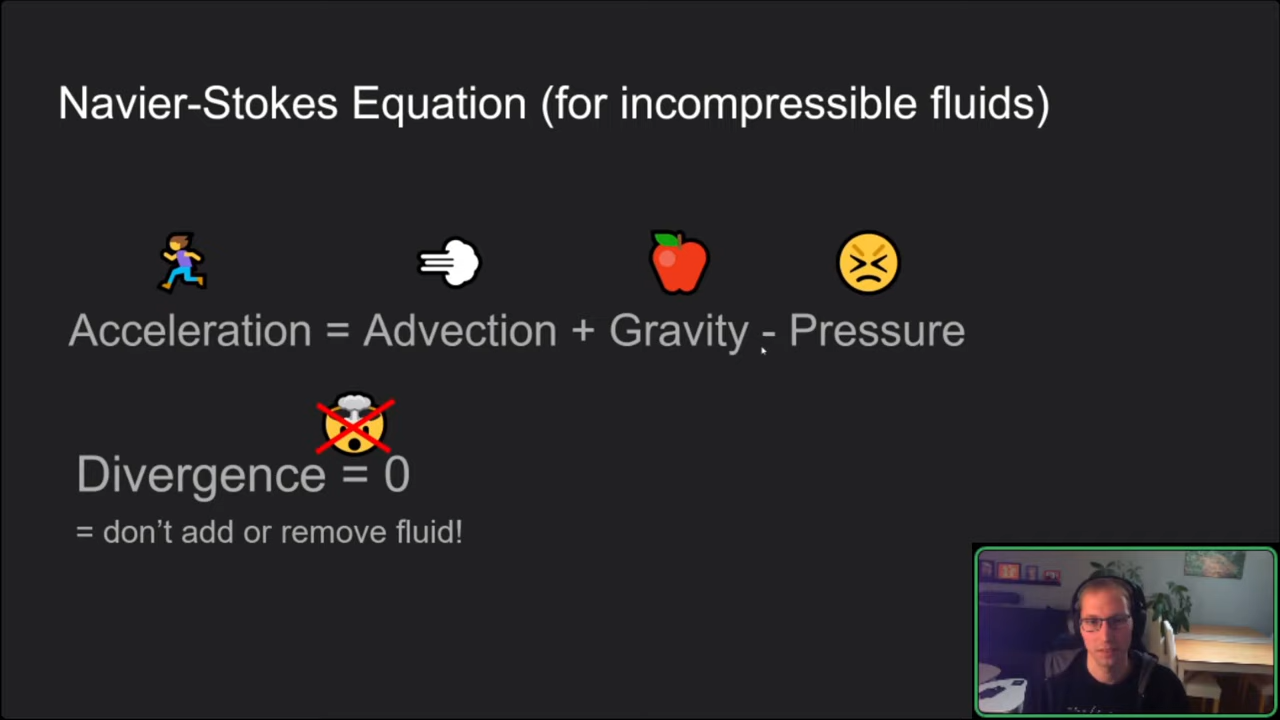 Navier-Stokes Equation (for incompressible fluids)
Acceleration = Advection + Gravity - Pressure
Divergence = 0
= don’t add or remove fluid!